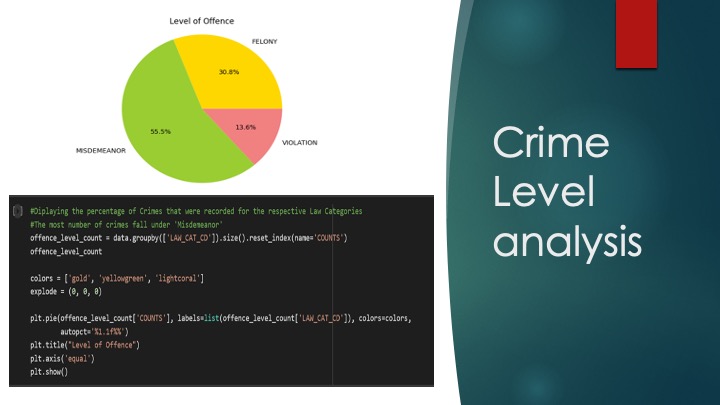 Level of Offence
FELONY
30.8%
55.5%
13.6%
VIOLATION
MISDEMEANOR
#Diplaying the percentage of Crimes that were recorded for the respective Law Categories
#The most number of crimes fall under 'Misdemeanor'
offence_level_count = data.groupby(['LAW_CAT_CD']).size().reset_index(name='COUNTS')
offence_level_count
colors = ['gold', 'yellowgreen', 'lightcoral']
explode = (0, 0, 0)
plt.pie(offence_level_count['COUNTS'], labels=list(offence_level_count['LAW_CAT_CD']), colors=colors,
autopct='%1.1f%%')
plt.title("Level of Offence")
plt.axis('equal')
plt.show()
Crime
Level
analysis